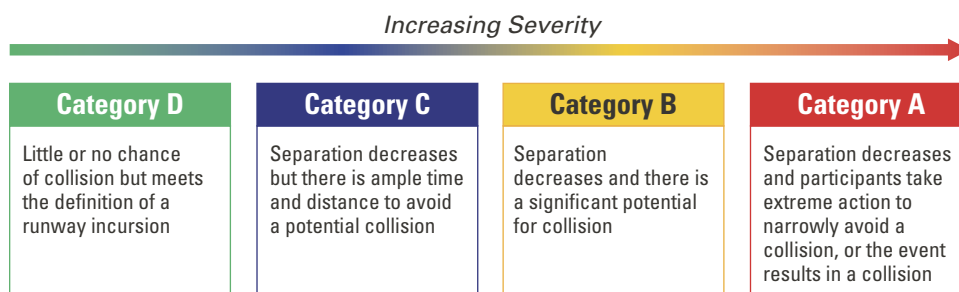 Increasing Severity
Category D
Little or no chance
of collision but meets
the definition of a
runway incursion
Category C
Separation decreases
but there is ample time
and distance to avoid
a potential collision
Category B
Separation
decreases and there is
a significant potential
for collision
Category A
Separation decreases
and participants take
extreme action to
narrowly avoid a
collision, or the event
results in a collision